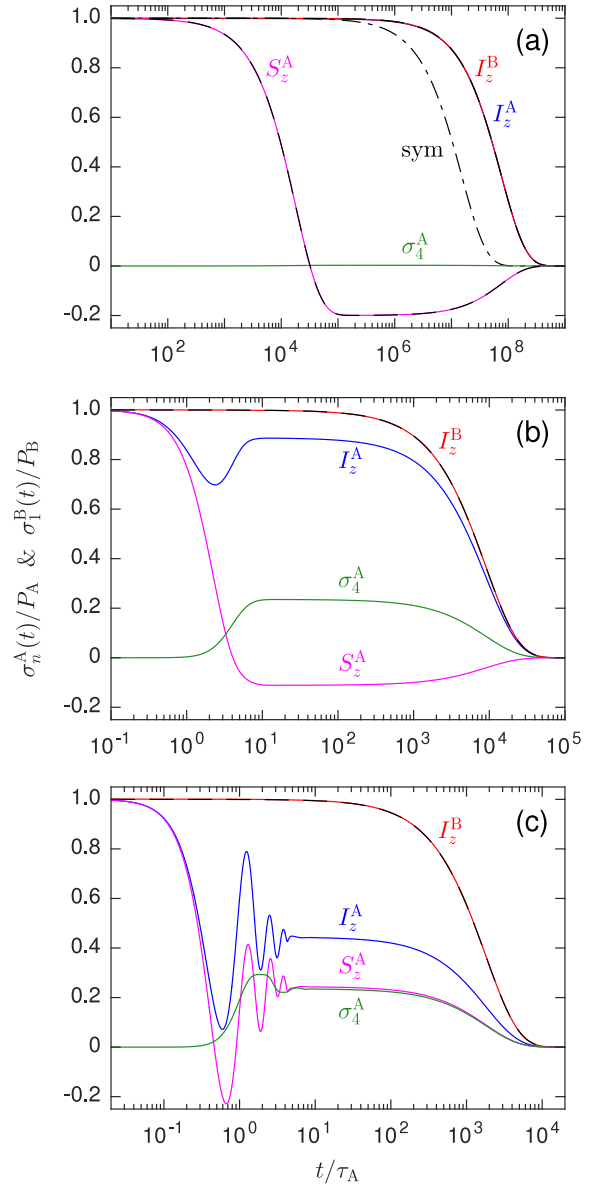 1.0
0.8
0.6
0.4
0.2
0
-0.2
(a)
S_z^A
I_z^B
I_z^A
sym
σ_4^A
10^2
10^4
10^6
10^8
1.0
0.8
0.6
0.4
0.2
0
-0.2
(b)
I_z^B
I_z^A
σ_4^A
S_z^A
10^{-1}
10^0
10^1
10^2
10^3
10^4
10^5
σ_n^A(t)/P_A & σ_1^B(t)/P_B
1.0
0.8
0.6
0.4
0.2
0
-0.2
(c)
I_z^B
I_z^A
S_z^A
σ_4^A
10^{-1}
10^0
10^1
10^2
10^3
10^4
t/τ_A